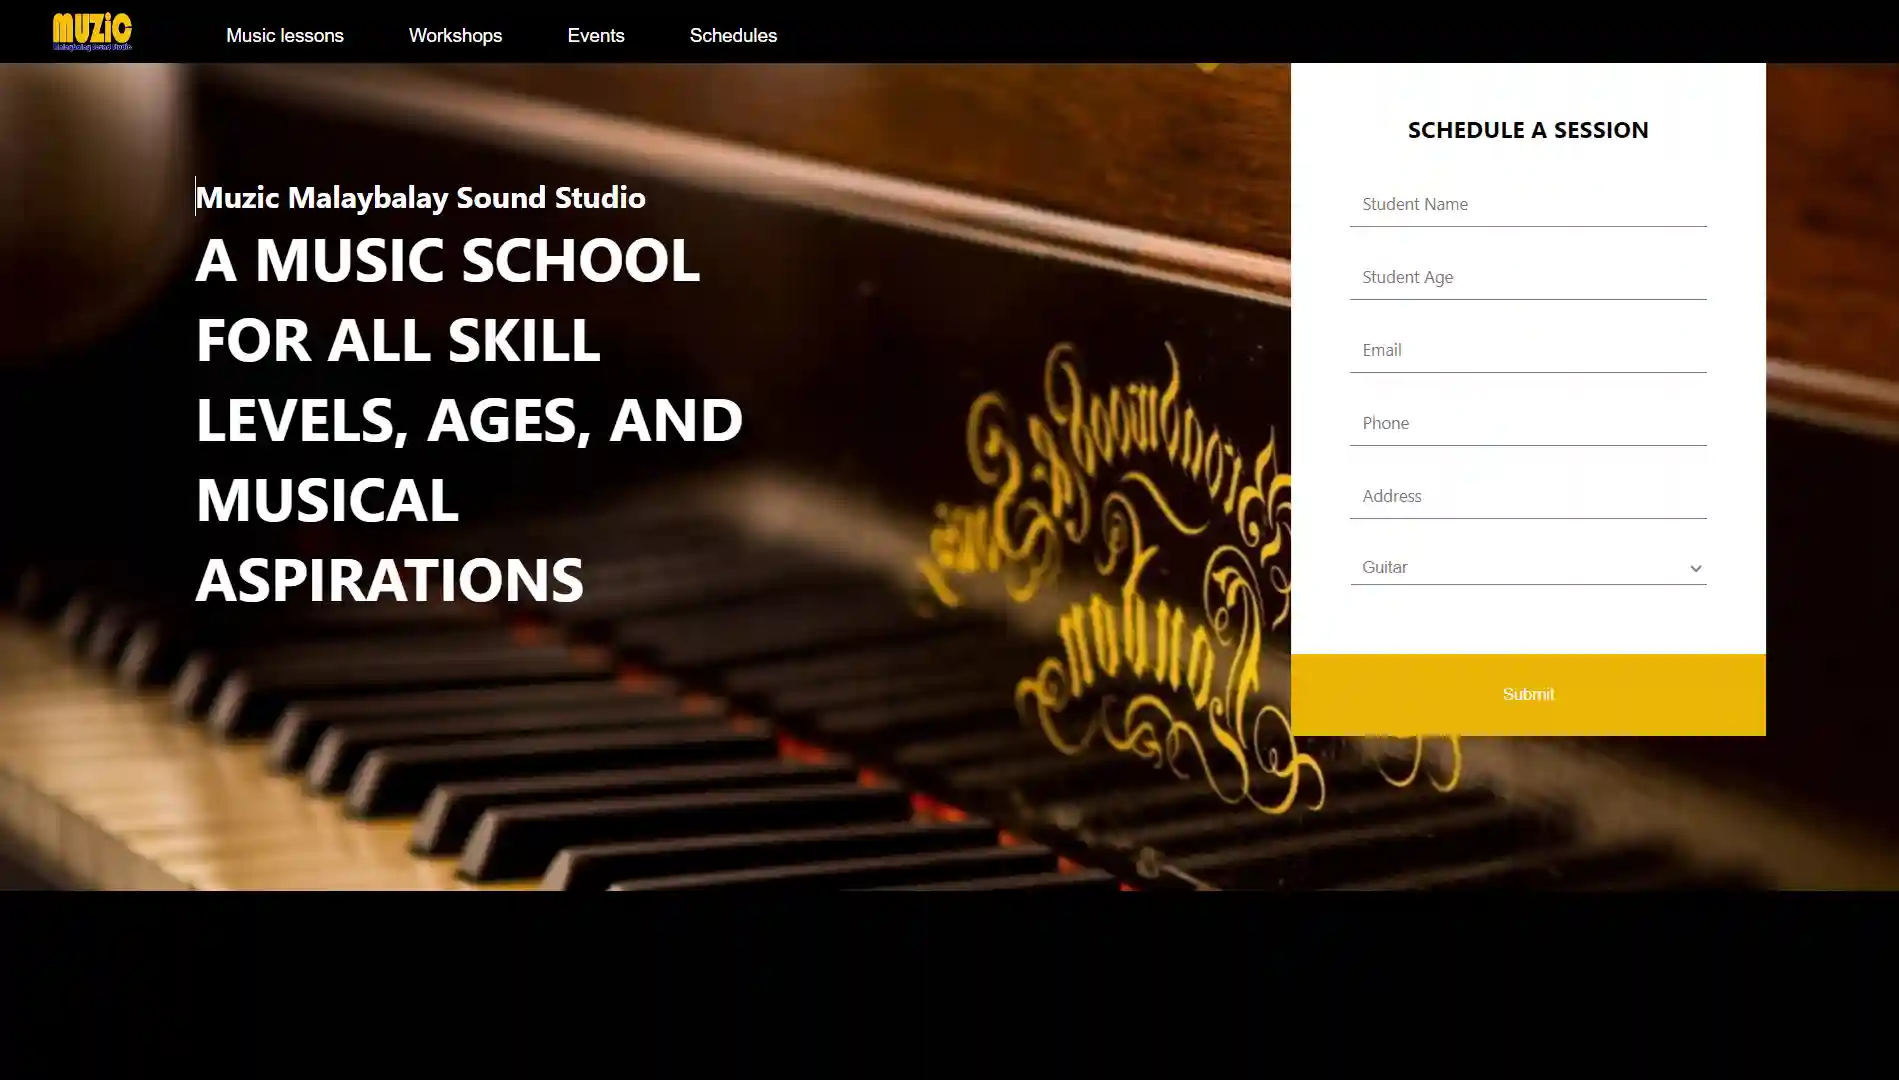 MUZIC
Malaybalay Sound Studio
Music lessons
Workshops
Events
Schedules
Muzic Malaybalay Sound Studio
A MUSIC SCHOOL
FOR ALL SKILL
LEVELS, AGES, AND
MUSICAL
ASPIRATIONS
SCHEDULE A SESSION
Student Name
Student Age
Email
Phone
Address
Guitar
Submit